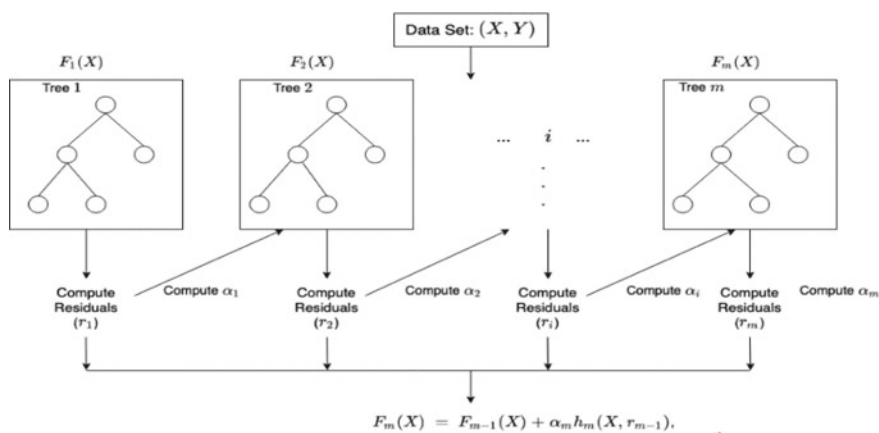 Data Set: (X, Y)
F₁(X)
F₂(X)
Fₘ(X)
Tree 1
Tree 2
Tree m
... i ...
Compute Residuals (r₁)
Compute α₁
Compute Residuals (r₂)
Compute α₂
Compute Residuals (rᵢ)
Compute αᵢ
Compute Residuals (rₘ)
Compute αₘ
Fₘ(X) = Fₘ₋₁(X) + αₘhₘ(X, rₘ₋₁),